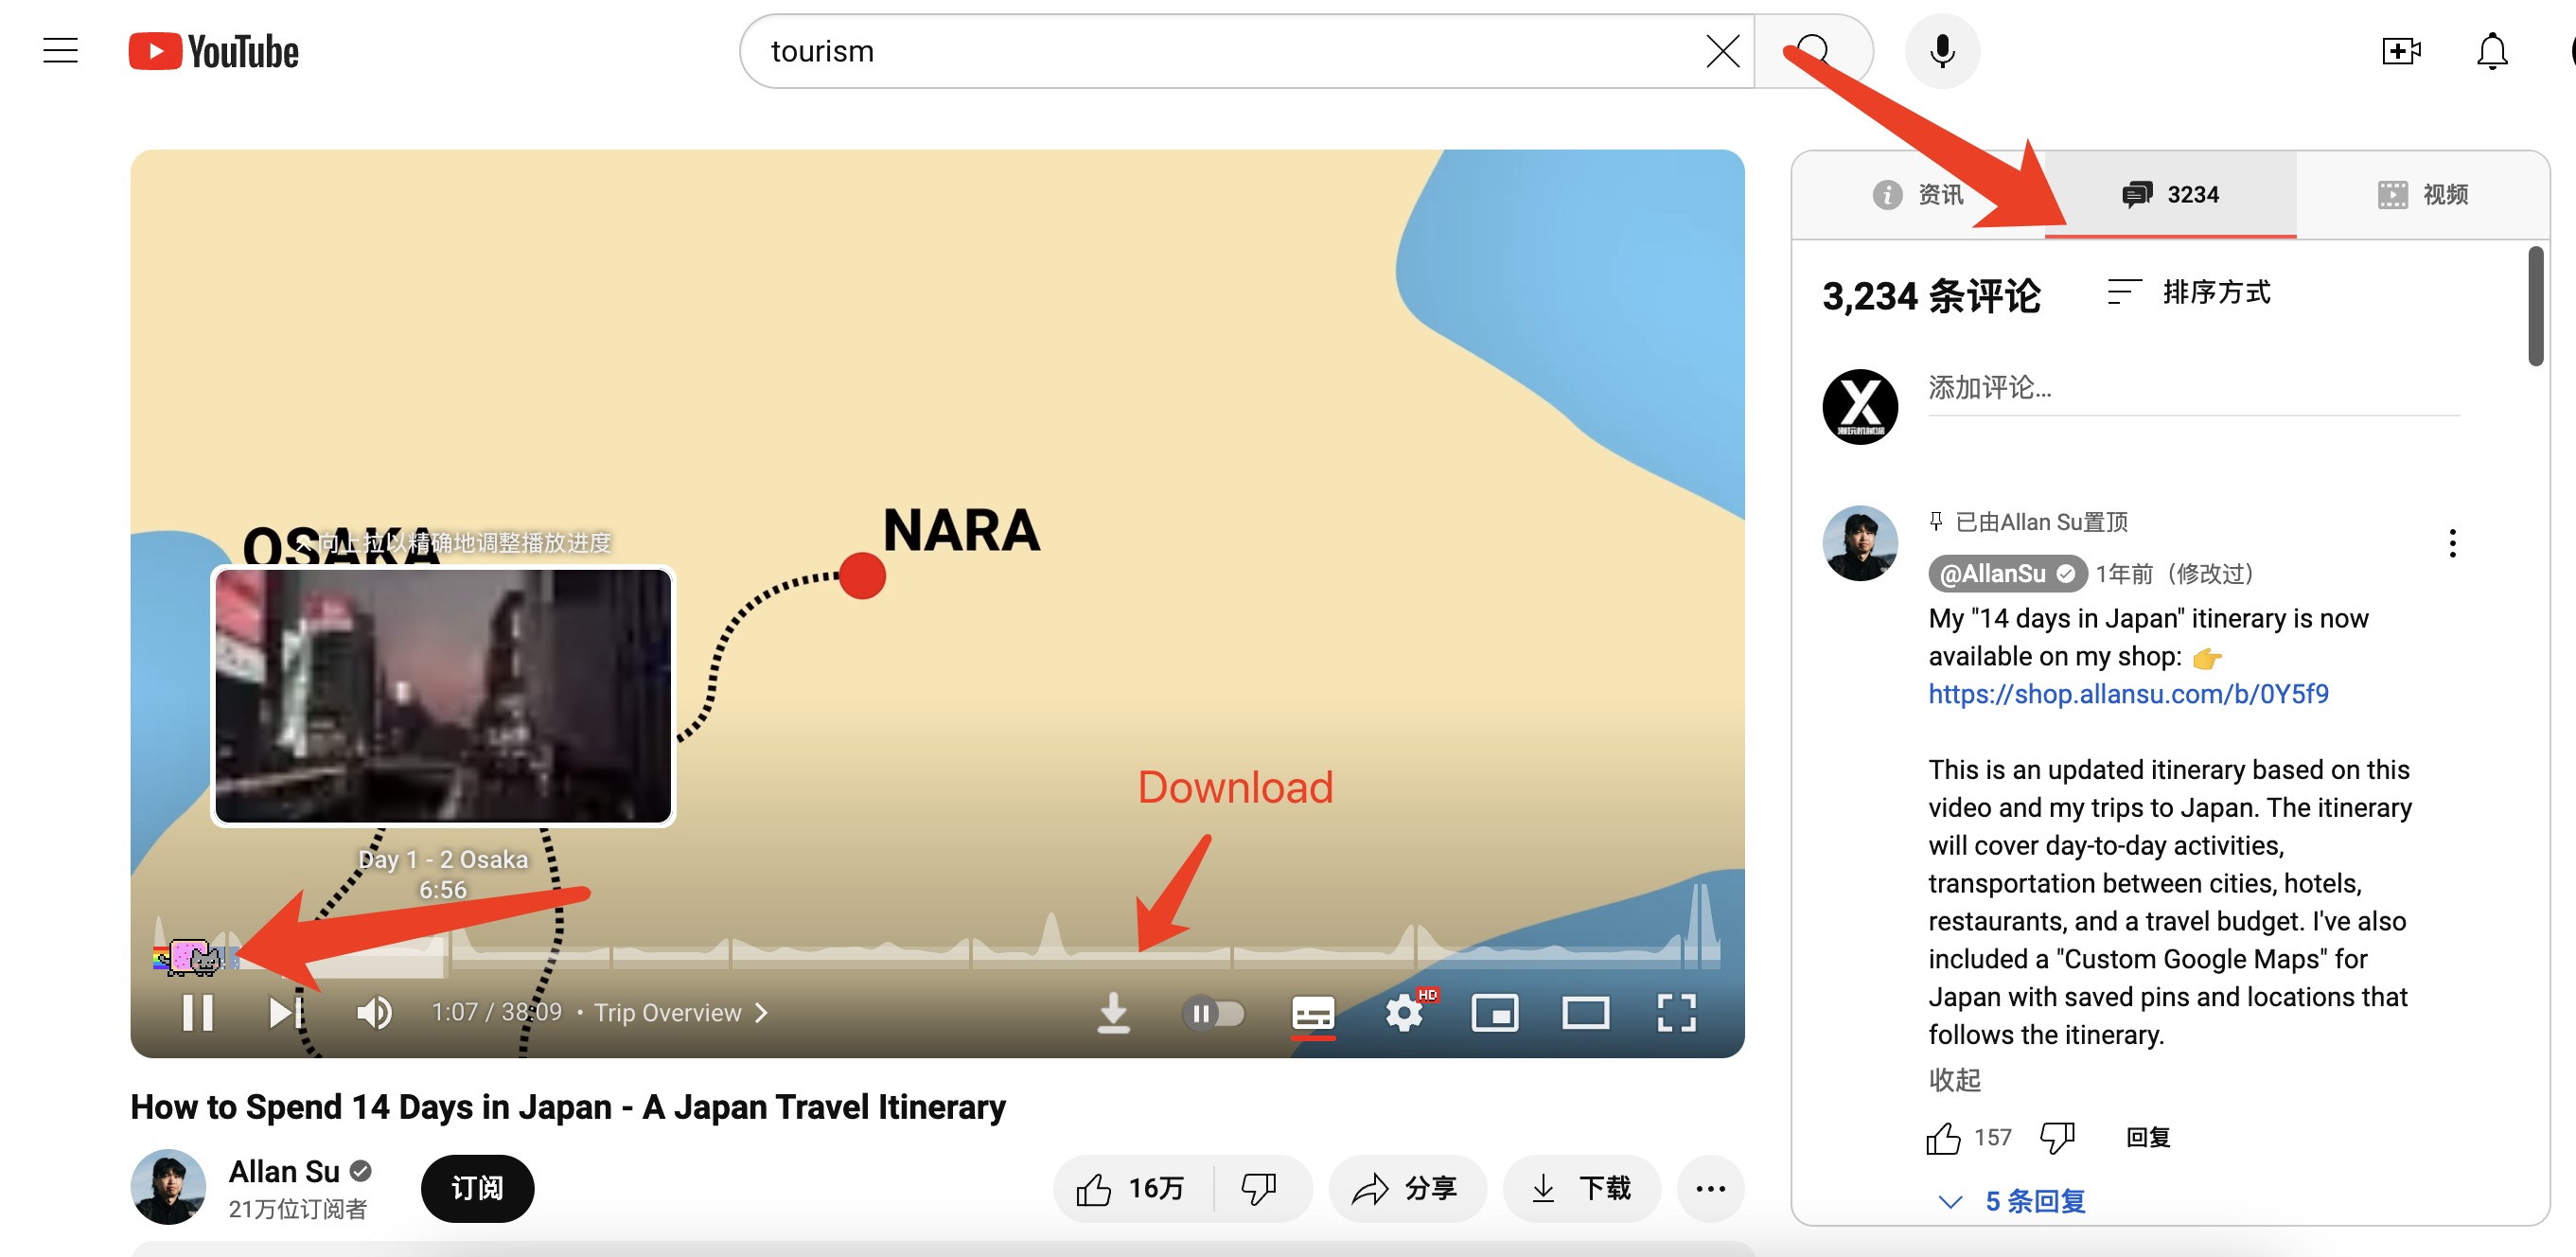 YouTube
tourism
资讯
3234
视频
3,234 条评论
排序方式
添加评论...
已由Allan Su置顶
@AllanSu
1年前（修改过）
My "14 days in Japan" itinerary is now
available on my shop: 👉
https://shop.allansu.com/b/0Y5f9
This is an updated itinerary based on this
video and my trips to Japan. The itinerary
will cover day-to-day activities,
transportation between cities, hotels,
restaurants, and a travel budget. I've also
included a "Custom Google Maps" for
Japan with saved pins and locations that
follows the itinerary.
收起
157
回复
5 条回复
OSAKA
向上拉以精确地调整播放进度
NARA
Day 1 - 2 Osaka
6:56
Download
1:07 / 38:09 • Trip Overview
HD
How to Spend 14 Days in Japan - A Japan Travel Itinerary
Allan Su
21万位订阅者
订阅
16万
分享
下载